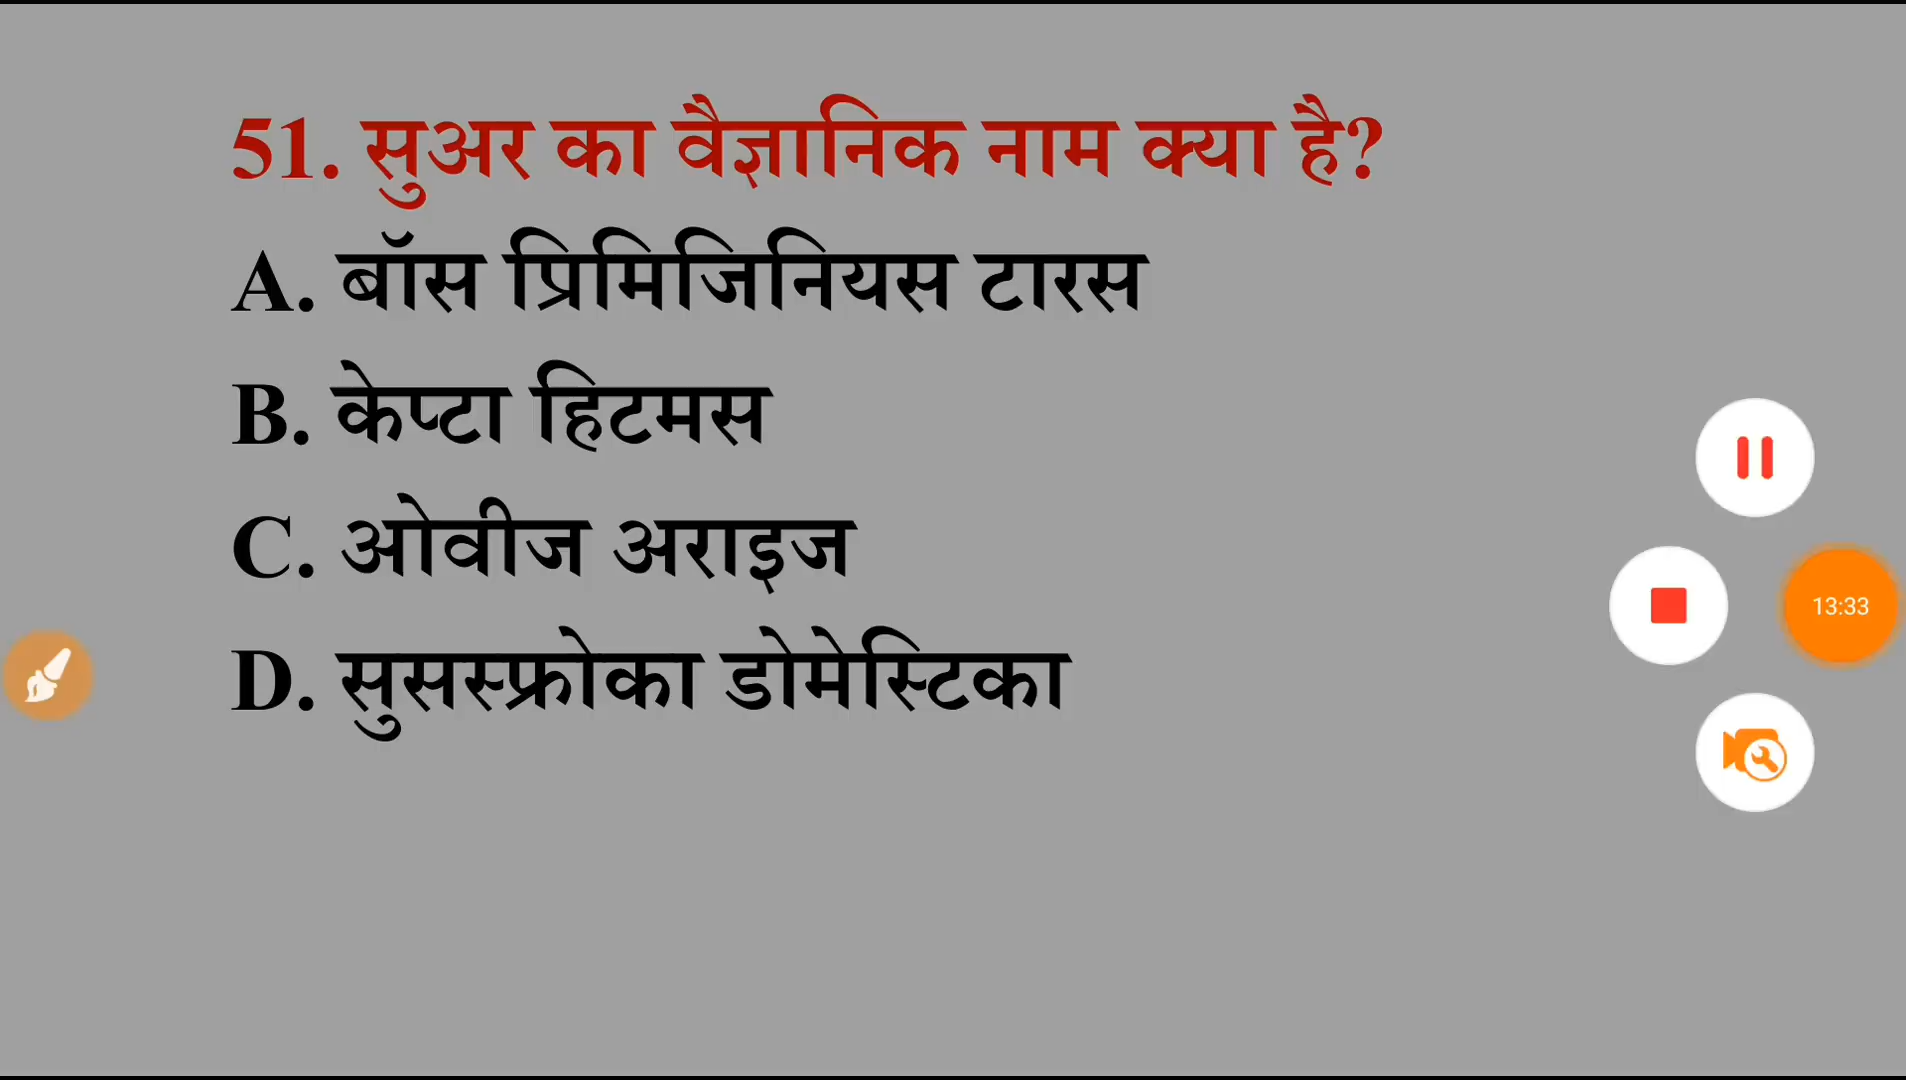 51. सुअर का वैज्ञानिक नाम क्या है?
A. बॉस प्रिमिजिनियस टारस
B. केप्टा हिटमस
C. ओवीज अराइज
D. सुसस्फ्रोका डोमेस्टिका
13:33